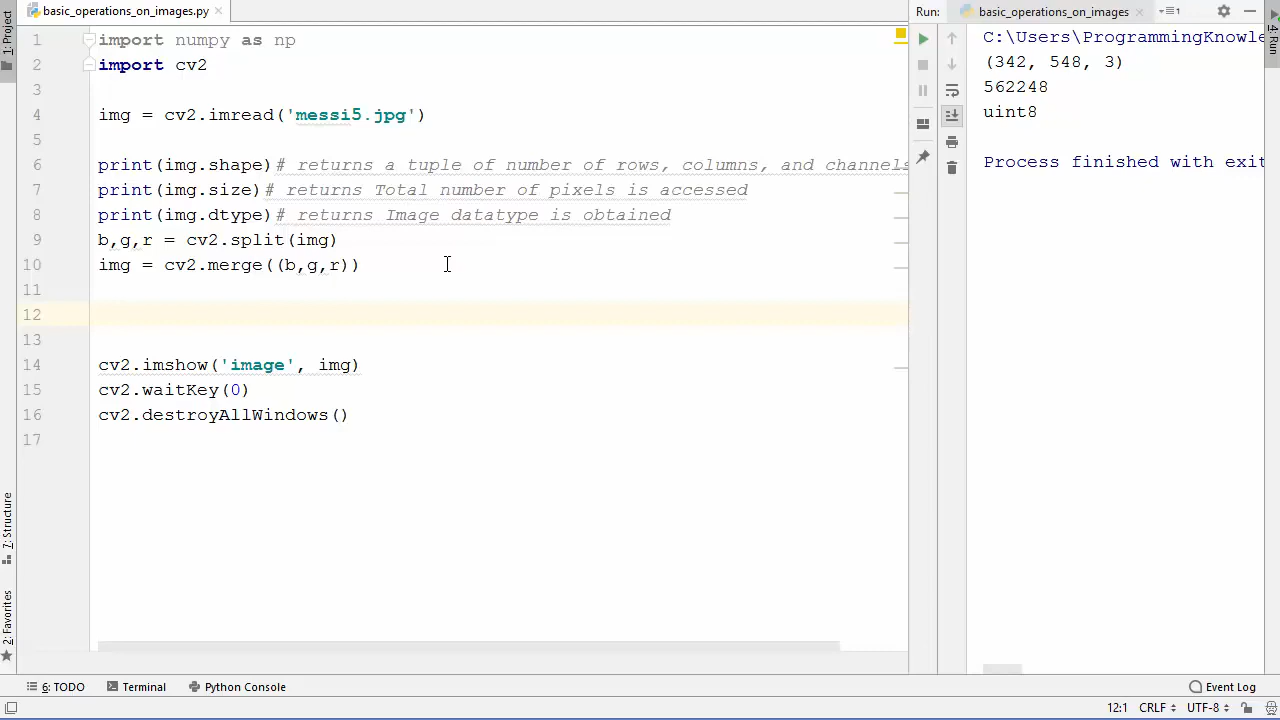 basic_operations_on_images.py
Run: basic_operations_on_images
1: Project
4: Run
1 import numpy as np
2 import cv2
3
4 img = cv2.imread('messi5.jpg')
5
6 print(img.shape)# returns a tuple of number of rows, columns, and channels
7 print(img.size)# returns Total number of pixels is accessed
8 print(img.dtype)# returns Image datatype is obtained
9 b,g,r = cv2.split(img)
10 img = cv2.merge((b,g,r))
11
12
13
14 cv2.imshow('image', img)
15 cv2.waitKey(0)
16 cv2.destroyAllWindows()
17
C:\Users\ProgrammingKnowle
(342, 548, 3)
562248
uint8
Process finished with exit
7: Structure
2: Favorites
6: TODO Terminal Python Console Event Log
12:1 CRLF UTF-8